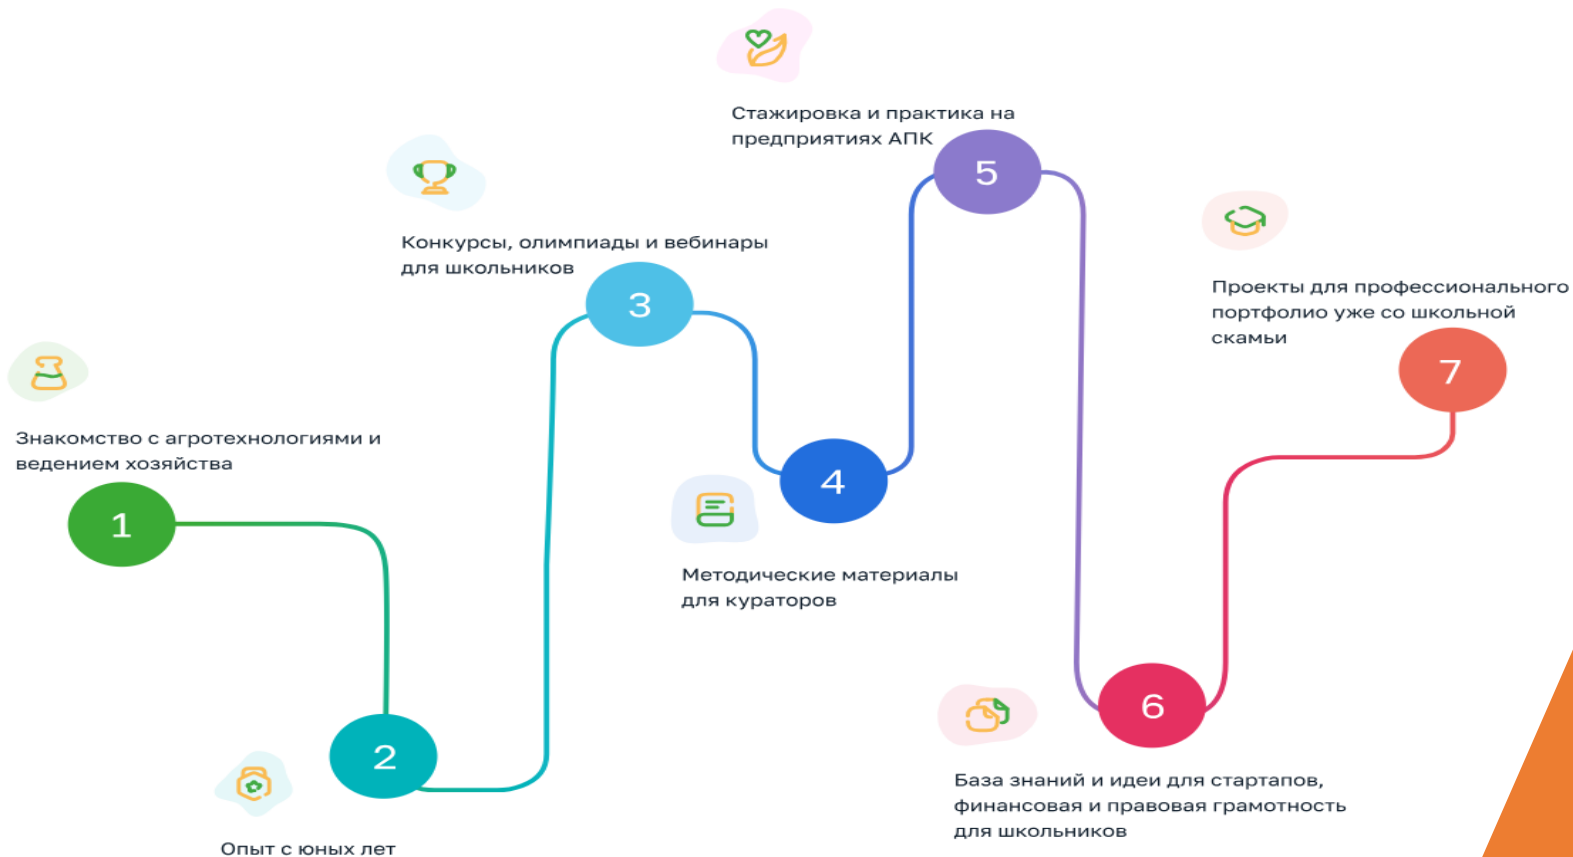 Знакомство с агротехнологиями и
ведением хозяйства
1
2
Опыт с юных лет
Конкурсы, олимпиады и вебинары
для школьников
3
4
Методические материалы
для кураторов
Стажировка и практика на
предприятиях АПК
5
6
База знаний и идеи для стартапов,
финансовая и правовая грамотность
для школьников
Проекты для профессионального
портфолио уже со школьной
скамьи
7